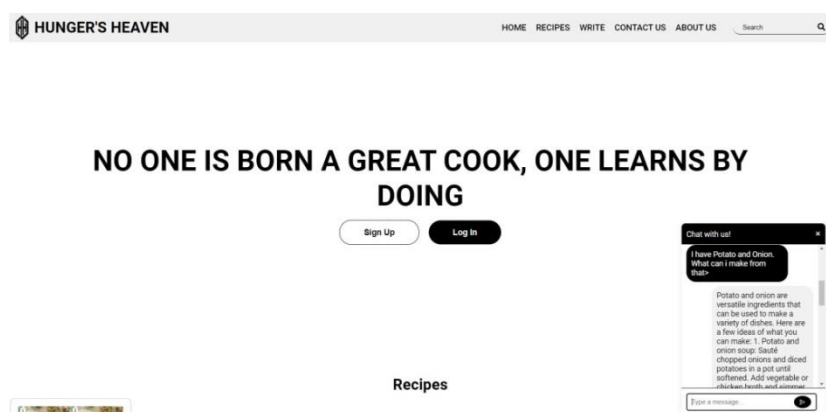 HUNGER'S HEAVEN
HOME RECIPES WRITE CONTACT US ABOUT US Search
NO ONE IS BORN A GREAT COOK, ONE LEARNS BY
DOING
Sign Up Log In
Chat with us! ×
I have Potato and Onion.
What can i make from
that>
Potato and onion are
versatile ingredients that
can be used to make a
variety of dishes. Here are
a few ideas of what you
can make: 1. Potato and
onion soup: Sauté
chopped onions and diced
potatoes in a pot until
softened. Add vegetable or
chicken broth and simmer
Type a message...
Recipes